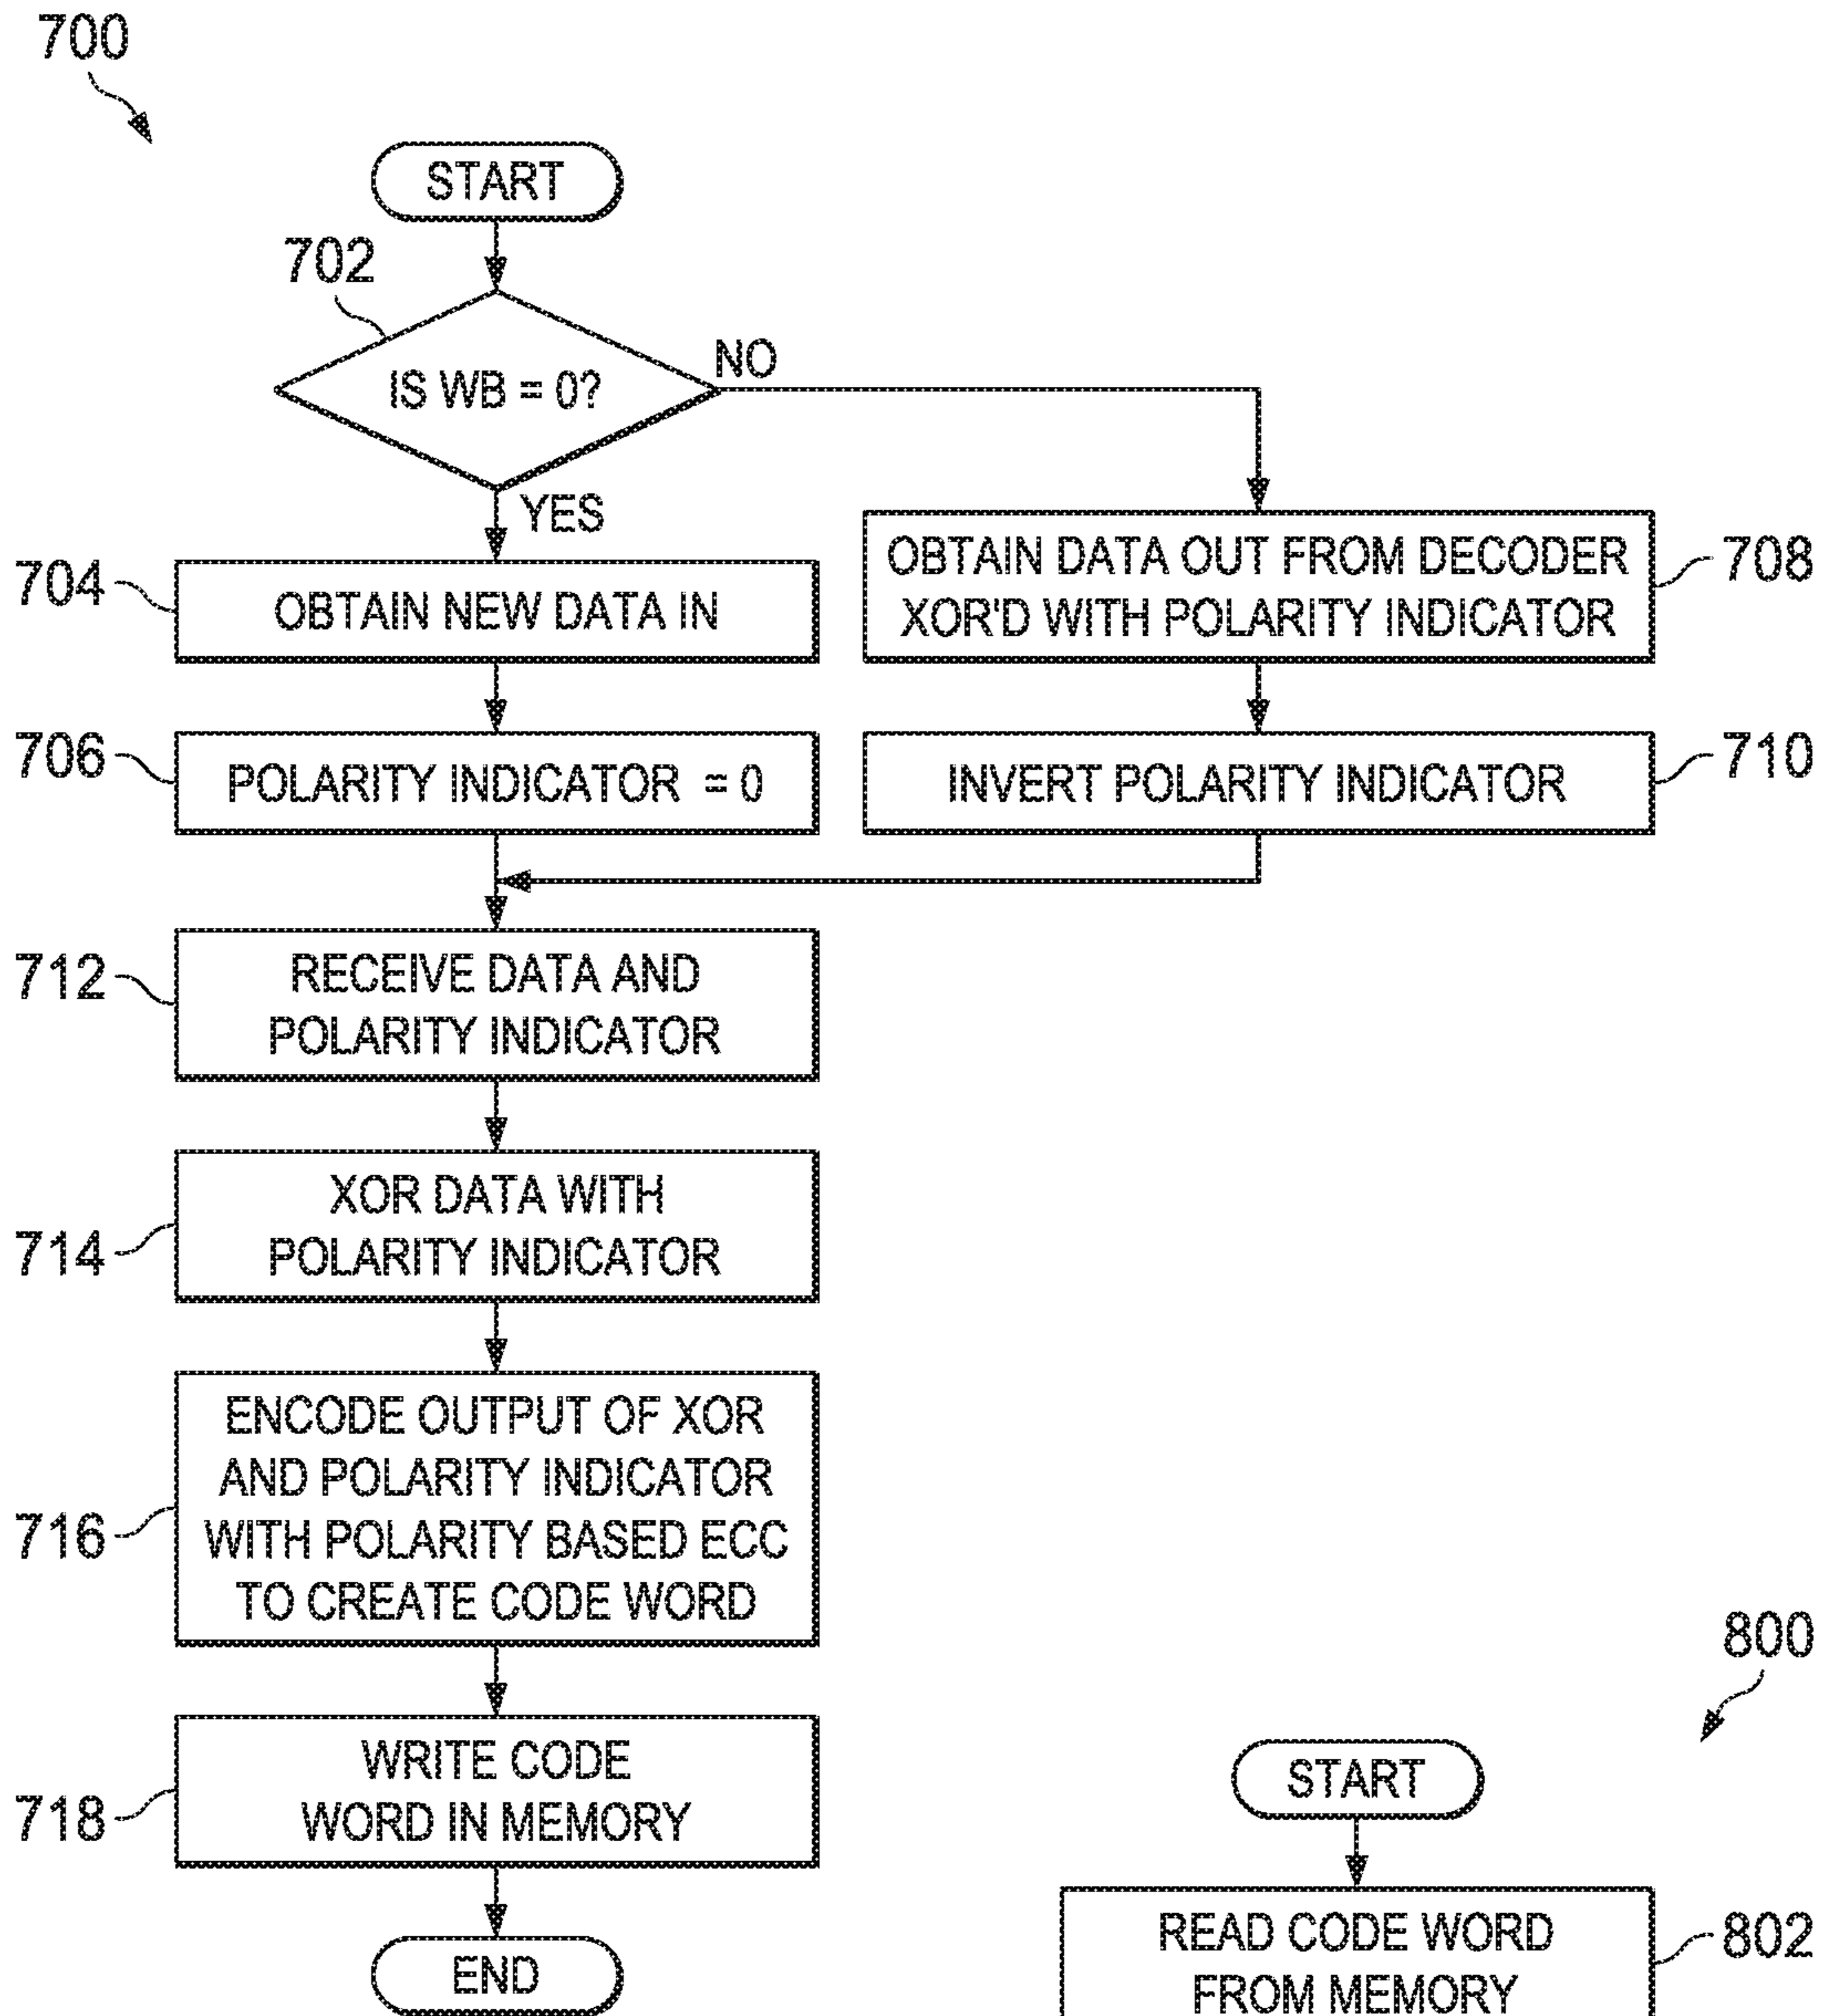 700
START
702
IS WB = 0?
NO
YES
704
OBTAIN NEW DATA IN
OBTAIN DATA OUT FROM DECODER
XOR'D WITH POLARITY INDICATOR
708
706
POLARITY INDICATOR = 0
INVERT POLARITY INDICATOR
710
712
RECEIVE DATA AND
POLARITY INDICATOR
714
XOR DATA WITH
POLARITY INDICATOR
716
ENCODE OUTPUT OF XOR
AND POLARITY INDICATOR
WITH POLARITY BASED ECC
TO CREATE CODE WORD
718
WRITE CODE
WORD IN MEMORY
END
800
START
READ CODE WORD
FROM MEMORY
802